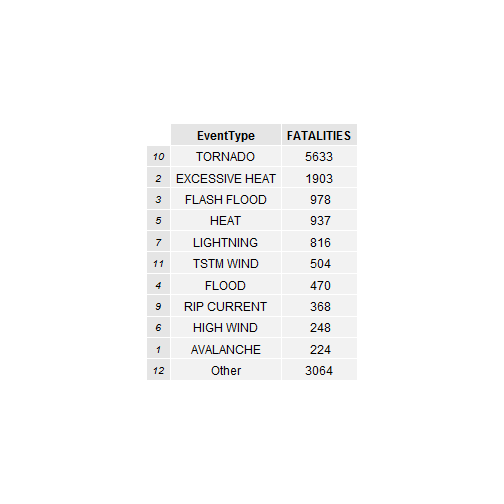 EventType FATALITIES
10 TORNADO 5633
2 EXCESSIVE HEAT 1903
3 FLASH FLOOD 978
5 HEAT 937
7 LIGHTNING 816
11 TSTM WIND 504
4 FLOOD 470
9 RIP CURRENT 368
6 HIGH WIND 248
1 AVALANCHE 224
12 Other 3064